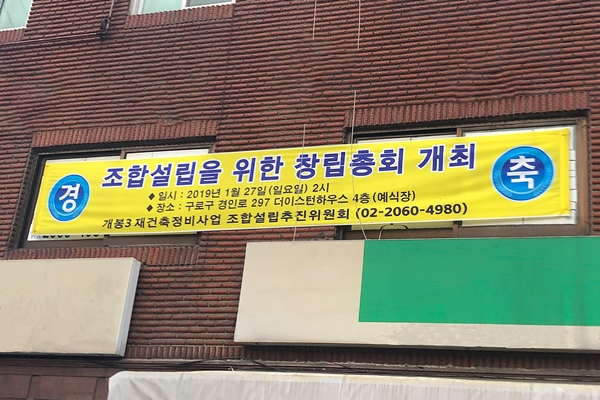 경 축
조합설립을 위한 창립총회 개최
◆ 일시 : 2019년 1월 27일 (일요일) 2시
◆ 장소 : 구로구 경인로 297 더이스턴하우스 4층 (예식장)
개봉3 재건축정비사업 조합설립추진위원회 (02-2060-4980)